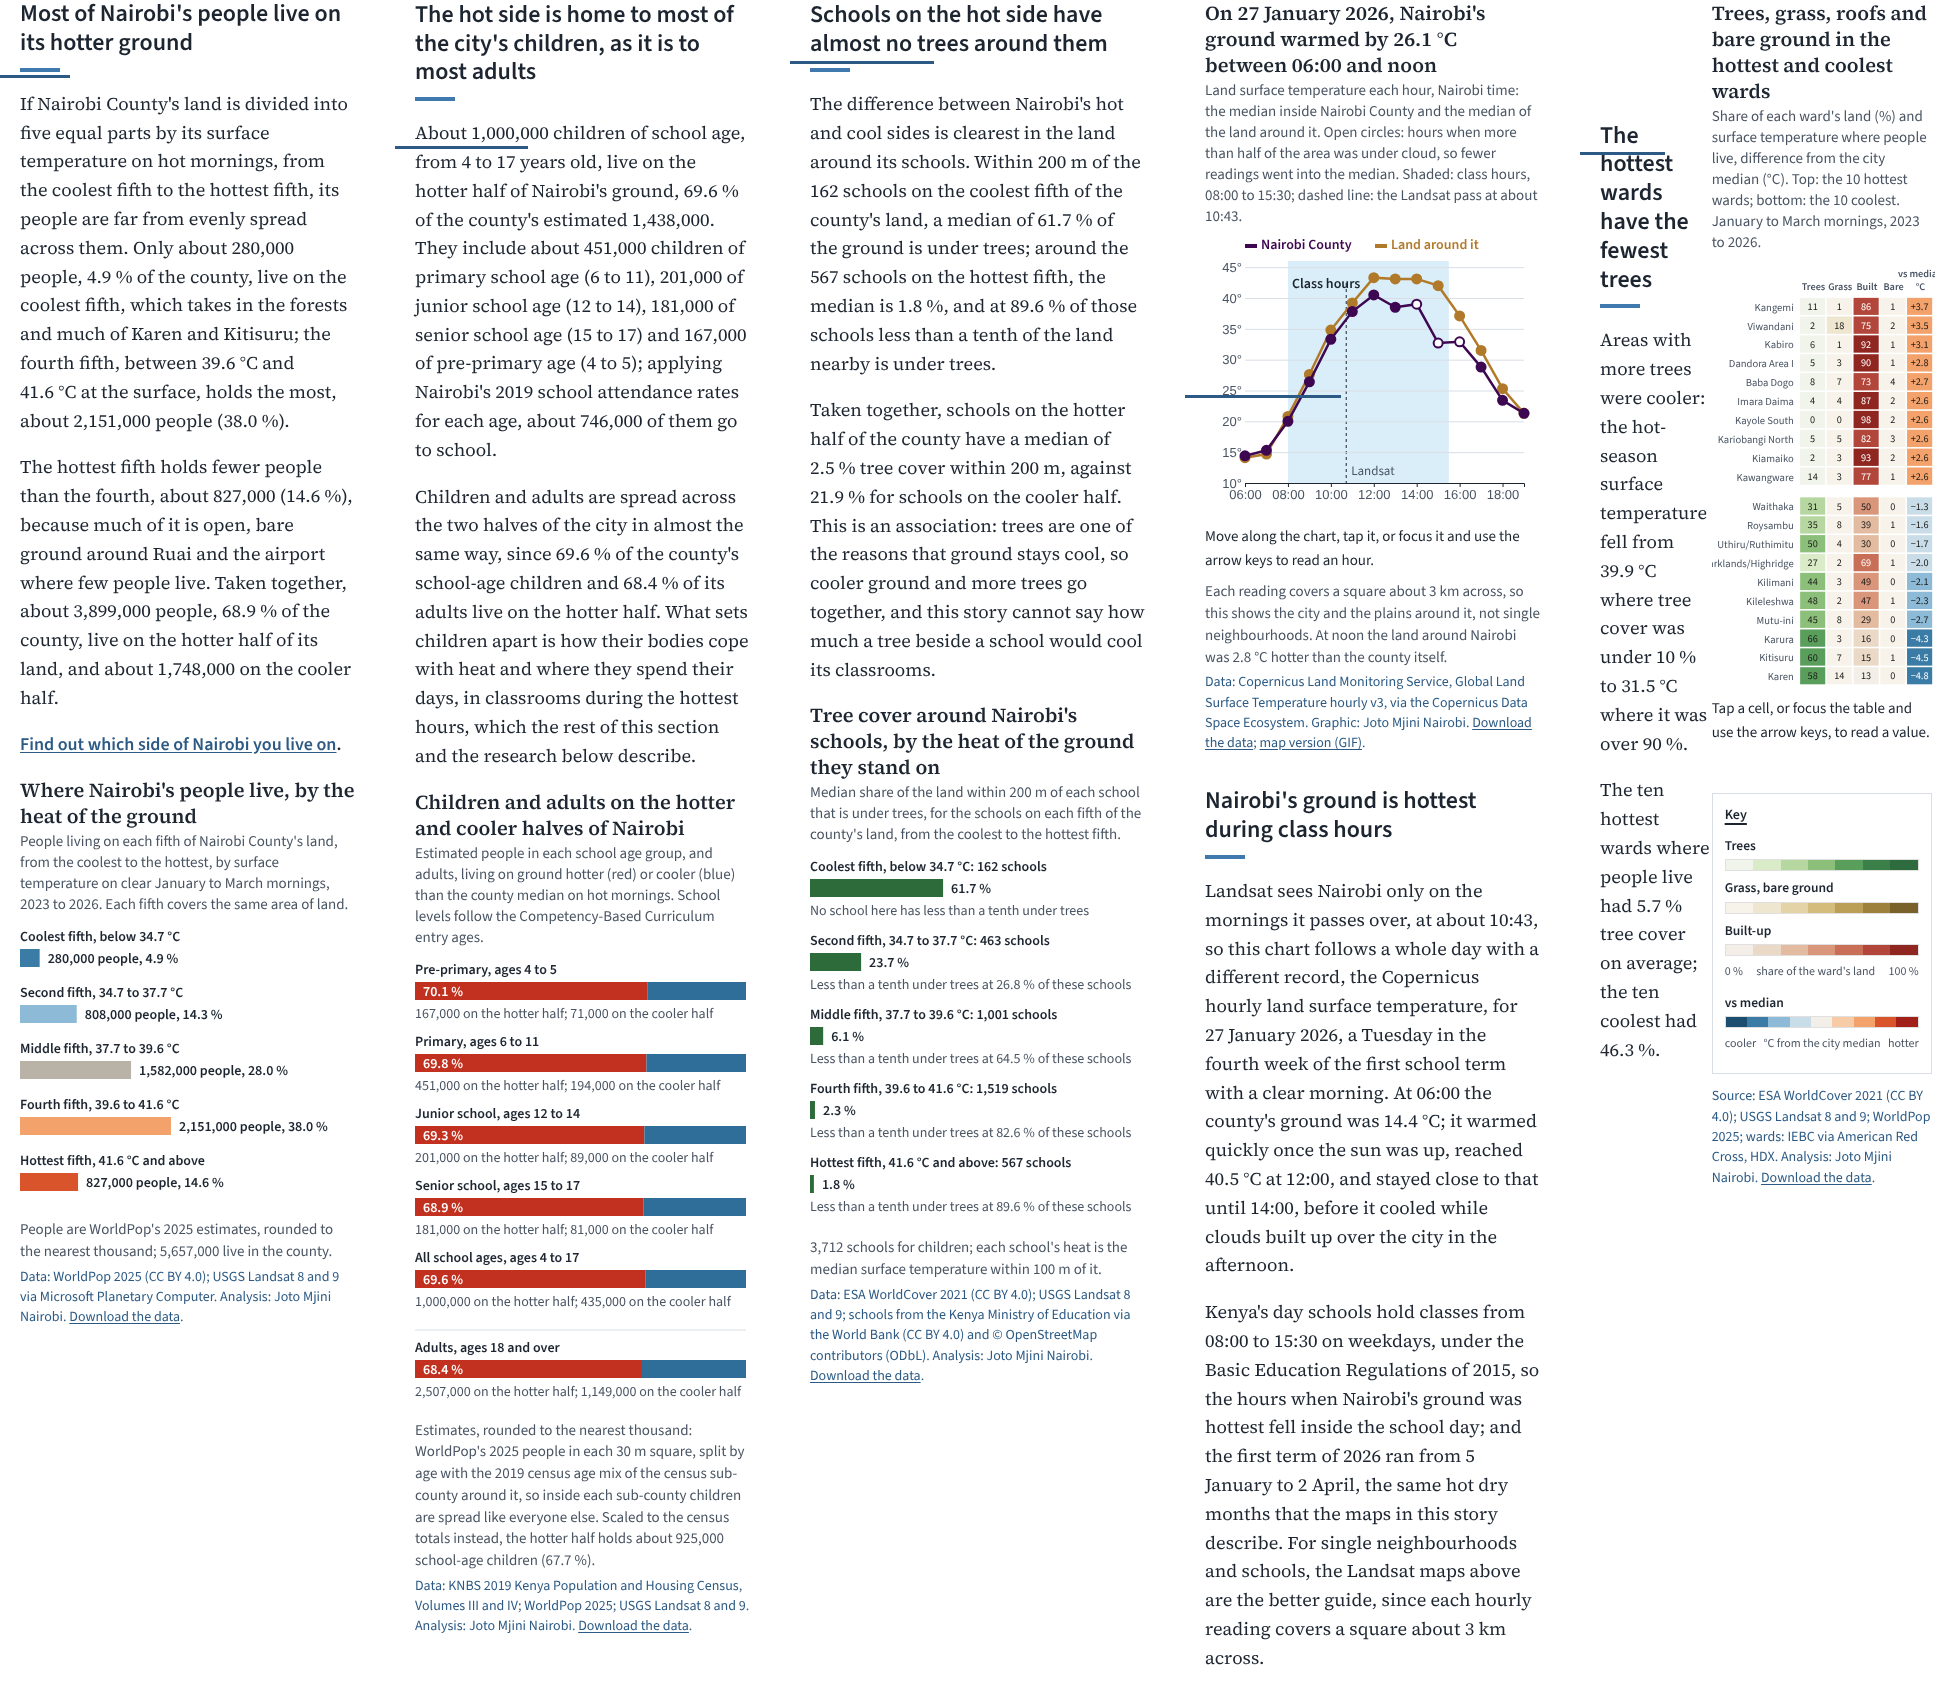 Most of Nairobi's people live on
its hotter ground
If Nairobi County's land is divided into
five equal parts by its surface
temperature on hot mornings, from
the coolest fifth to the hottest fifth, its
people are far from evenly spread
across them. Only about 280,000
people, 4.9 % of the county, live on the
coolest fifth, which takes in the forests
and much of Karen and Kitisuru; the
fourth fifth, between 39.6 °C and
41.6 °C at the surface, holds the most,
about 2,151,000 people (38.0 %).
The hottest fifth holds fewer people
than the fourth, about 827,000 (14.6 %),
because much of it is open, bare
ground around Ruai and the airport
where few people live. Taken together,
about 3,899,000 people, 68.9 % of the
county, live on the hotter half of its
land, and about 1,748,000 on the cooler
half.
Find out which side of Nairobi you live on.
Where Nairobi's people live, by the
heat of the ground
People living on each fifth of Nairobi County's land,
from the coolest to the hottest, by surface
temperature on clear January to March mornings,
2023 to 2026. Each fifth covers the same area of land.
Coolest fifth, below 34.7 °C
280,000 people, 4.9 %
Second fifth, 34.7 to 37.7 °C
808,000 people, 14.3 %
Middle fifth, 37.7 to 39.6 °C
1,582,000 people, 28.0 %
Fourth fifth, 39.6 to 41.6 °C
2,151,000 people, 38.0 %
Hottest fifth, 41.6 °C and above
827,000 people, 14.6 %
People are WorldPop's 2025 estimates, rounded to
the nearest thousand; 5,657,000 live in the county.
Data: WorldPop 2025 (CC BY 4.0); USGS Landsat 8 and 9
via Microsoft Planetary Computer. Analysis: Joto Mjini
Nairobi. Download the data.
The hot side is home to most of
the city's children, as it is to
most adults
About 1,000,000 children of school age,
from 4 to 17 years old, live on the
hotter half of Nairobi's ground, 69.6 %
of the county's estimated 1,438,000.
They include about 451,000 children of
primary school age (6 to 11), 201,000 of
junior school age (12 to 14), 181,000 of
senior school age (15 to 17) and 167,000
of pre-primary age (4 to 5); applying
Nairobi's 2019 school attendance rates
for each age, about 746,000 of them go
to school.
Children and adults are spread across
the two halves of the city in almost the
same way, since 69.6 % of the county's
school-age children and 68.4 % of its
adults live on the hotter half. What sets
children apart is how their bodies cope
with heat and where they spend their
days, in classrooms during the hottest
hours, which the rest of this section
and the research below describe.
Children and adults on the hotter
and cooler halves of Nairobi
Estimated people in each school age group, and
adults, living on ground hotter (red) or cooler (blue)
than the county median on hot mornings. School
levels follow the Competency-Based Curriculum
entry ages.
Pre-primary, ages 4 to 5
70.1 %
167,000 on the hotter half; 71,000 on the cooler half
Primary, ages 6 to 11
69.8 %
451,000 on the hotter half; 194,000 on the cooler half
Junior school, ages 12 to 14
69.3 %
201,000 on the hotter half; 89,000 on the cooler half
Senior school, ages 15 to 17
68.9 %
181,000 on the hotter half; 81,000 on the cooler half
All school ages, ages 4 to 17
69.6 %
1,000,000 on the hotter half; 435,000 on the cooler half
Adults, ages 18 and over
68.4 %
2,507,000 on the hotter half; 1,149,000 on the cooler half
Estimates, rounded to the nearest thousand:
WorldPop's 2025 people in each 30 m square, split by
age with the 2019 census age mix of the census sub-
county around it, so inside each sub-county children
are spread like everyone else. Scaled to the census
totals instead, the hotter half holds about 925,000
school-age children (67.7 %).
Data: KNBS 2019 Kenya Population and Housing Census,
Volumes III and IV; WorldPop 2025; USGS Landsat 8 and 9.
Analysis: Joto Mjini Nairobi. Download the data.
Schools on the hot side have
almost no trees around them
The difference between Nairobi's hot
and cool sides is clearest in the land
around its schools. Within 200 m of the
162 schools on the coolest fifth of the
county's land, a median of 61.7 % of
the ground is under trees; around the
567 schools on the hottest fifth, the
median is 1.8 %, and at 89.6 % of those
schools less than a tenth of the land
nearby is under trees.
Taken together, schools on the hotter
half of the county have a median of
2.5 % tree cover within 200 m, against
21.9 % for schools on the cooler half.
This is an association: trees are one of
the reasons that ground stays cool, so
cooler ground and more trees go
together, and this story cannot say how
much a tree beside a school would cool
its classrooms.
Tree cover around Nairobi's
schools, by the heat of the ground
they stand on
Median share of the land within 200 m of each school
that is under trees, for the schools on each fifth of the
county's land, from the coolest to the hottest fifth.
Coolest fifth, below 34.7 °C: 162 schools
61.7 %
No school here has less than a tenth under trees
Second fifth, 34.7 to 37.7 °C: 463 schools
23.7 %
Less than a tenth under trees at 26.8 % of these schools
Middle fifth, 37.7 to 39.6 °C: 1,001 schools
6.1 %
Less than a tenth under trees at 64.5 % of these schools
Fourth fifth, 39.6 to 41.6 °C: 1,519 schools
2.3 %
Less than a tenth under trees at 82.6 % of these schools
Hottest fifth, 41.6 °C and above: 567 schools
1.8 %
Less than a tenth under trees at 89.6 % of these schools
3,712 schools for children; each school's heat is the
median surface temperature within 100 m of it.
Data: ESA WorldCover 2021 (CC BY 4.0); USGS Landsat 8
and 9; schools from the Kenya Ministry of Education via
the World Bank (CC BY 4.0) and © OpenStreetMap
contributors (ODbL). Analysis: Joto Mjini Nairobi.
Download the data.
On 27 January 2026, Nairobi's
ground warmed by 26.1 °C
between 06:00 and noon
Land surface temperature each hour, Nairobi time:
the median inside Nairobi County and the median of
the land around it. Open circles: hours when more
than half of the area was under cloud, so fewer
readings went into the median. Shaded: class hours,
08:00 to 15:30; dashed line: the Landsat pass at about
10:43.
Nairobi County Land around it
45°
Class hours
40°
35°
30°
25°
20°
15°
Landsat
10°
06:00 08:00 10:00 12:00 14:00 16:00 18:00
Move along the chart, tap it, or focus it and use the
arrow keys to read an hour.
Each reading covers a square about 3 km across, so
this shows the city and the plains around it, not single
neighbourhoods. At noon the land around Nairobi
was 2.8 °C hotter than the county itself.
Data: Copernicus Land Monitoring Service, Global Land
Surface Temperature hourly v3, via the Copernicus Data
Space Ecosystem. Graphic: Joto Mjini Nairobi. Download
the data; map version (GIF).
Nairobi's ground is hottest
during class hours
Landsat sees Nairobi only on the
mornings it passes over, at about 10:43,
so this chart follows a whole day with a
different record, the Copernicus
hourly land surface temperature, for
27 January 2026, a Tuesday in the
fourth week of the first school term
with a clear morning. At 06:00 the
county's ground was 14.4 °C; it warmed
quickly once the sun was up, reached
40.5 °C at 12:00, and stayed close to that
until 14:00, before it cooled while
clouds built up over the city in the
afternoon.
Kenya's day schools hold classes from
08:00 to 15:30 on weekdays, under the
Basic Education Regulations of 2015, so
the hours when Nairobi's ground was
hottest fell inside the school day; and
the first term of 2026 ran from 5
January to 2 April, the same hot dry
months that the maps in this story
describe. For single neighbourhoods
and schools, the Landsat maps above
are the better guide, since each hourly
reading covers a square about 3 km
across.
The
hottest
wards
have the
fewest
trees
Areas with
more trees
were cooler:
the hot-
season
surface
temperature
fell from
39.9 °C
where tree
cover was
under 10 %
to 31.5 °C
where it was
over 90 %.
The ten
hottest
wards where
people live
had 5.7 %
tree cover
on average;
the ten
coolest had
46.3 %.
Trees, grass, roofs and
bare ground in the
hottest and coolest
wards
Share of each ward's land (%) and
surface temperature where people
live, difference from the city
median (°C). Top: the 10 hottest
wards; bottom: the 10 coolest.
January to March mornings, 2023
to 2026.
vs media
Trees Grass Built Bare °C
Kangemi 11 1 86 1 +3.7
Viwandani 2 18 75 2 +3.5
Kabiro 6 1 92 1 +3.1
Dandora Area I 5 3 90 1 +2.8
Baba Dogo 8 7 73 4 +2.7
Imara Daima 4 4 87 2 +2.6
Kayole South 0 0 98 2 +2.6
Kariobangi North 5 5 82 3 +2.6
Kiamaiko 2 3 93 2 +2.6
Kawangware 14 3 77 1 +2.6
Waithaka 31 5 50 0 −1.3
Roysambu 35 8 39 1 −1.6
Uthiru/Ruthimitu 50 4 30 0 −1.7
rklands/Highridge 27 2 69 1 −2.0
Kilimani 44 3 49 0 −2.1
Kileleshwa 48 2 47 1 −2.3
Mutu-ini 45 8 29 0 −2.7
Karura 66 3 16 0 −4.3
Kitisuru 60 7 15 1 −4.5
Karen 58 14 13 0 −4.8
Tap a cell, or focus the table and
use the arrow keys, to read a value.
Key
Trees
Grass, bare ground
Built-up
0 % share of the ward's land 100 %
vs median
cooler °C from the city median hotter
Source: ESA WorldCover 2021 (CC BY
4.0); USGS Landsat 8 and 9; WorldPop
2025; wards: IEBC via American Red
Cross, HDX. Analysis: Joto Mjini
Nairobi. Download the data.